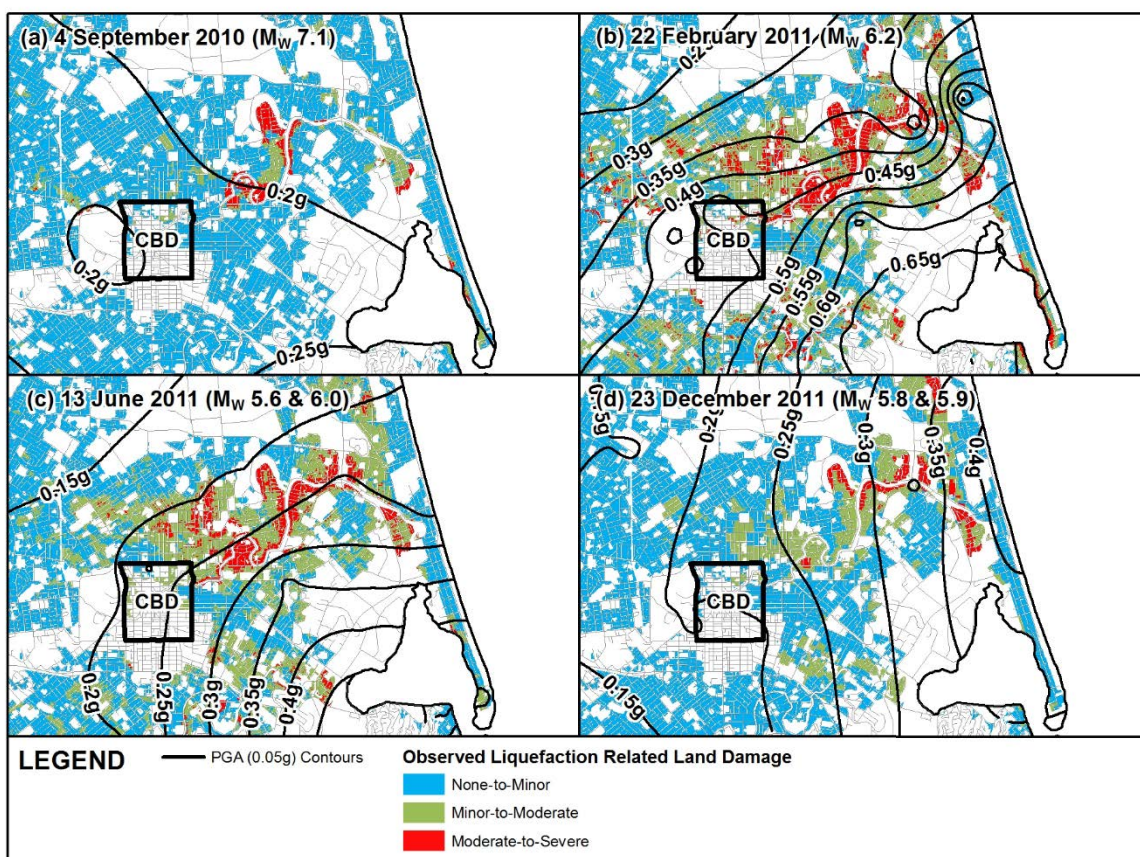 (a) 4 September 2010 (MW 7.1)
0.2g
CBD
0.2g
0.25g
(b) 22 February 2011 (MW 6.2)
0.3g
0.35g
0.4g
0.45g
CBD
0.5g
0.55g
0.6g
0.65g
(c) 13 June 2011 (MW 5.6 & 6.0)
0.15g
CBD
0.2g
0.25g
0.3g
0.35g
0.4g
(d) 23 December 2011 (MW 5.8 & 5.9)
0.25g
0.3g
0.35g
0.4g
CBD
0.15g
LEGEND
PGA (0.05g) Contours
Observed Liquefaction Related Land Damage
None-to-Minor
Minor-to-Moderate
Moderate-to-Severe